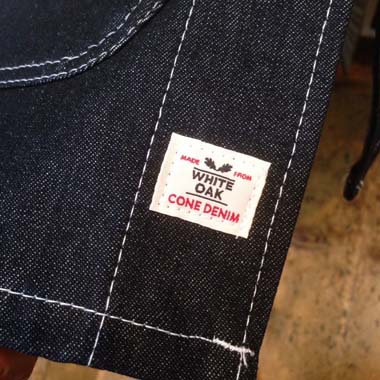 MADE FROM
WHITE
OAK
CONE DENIM